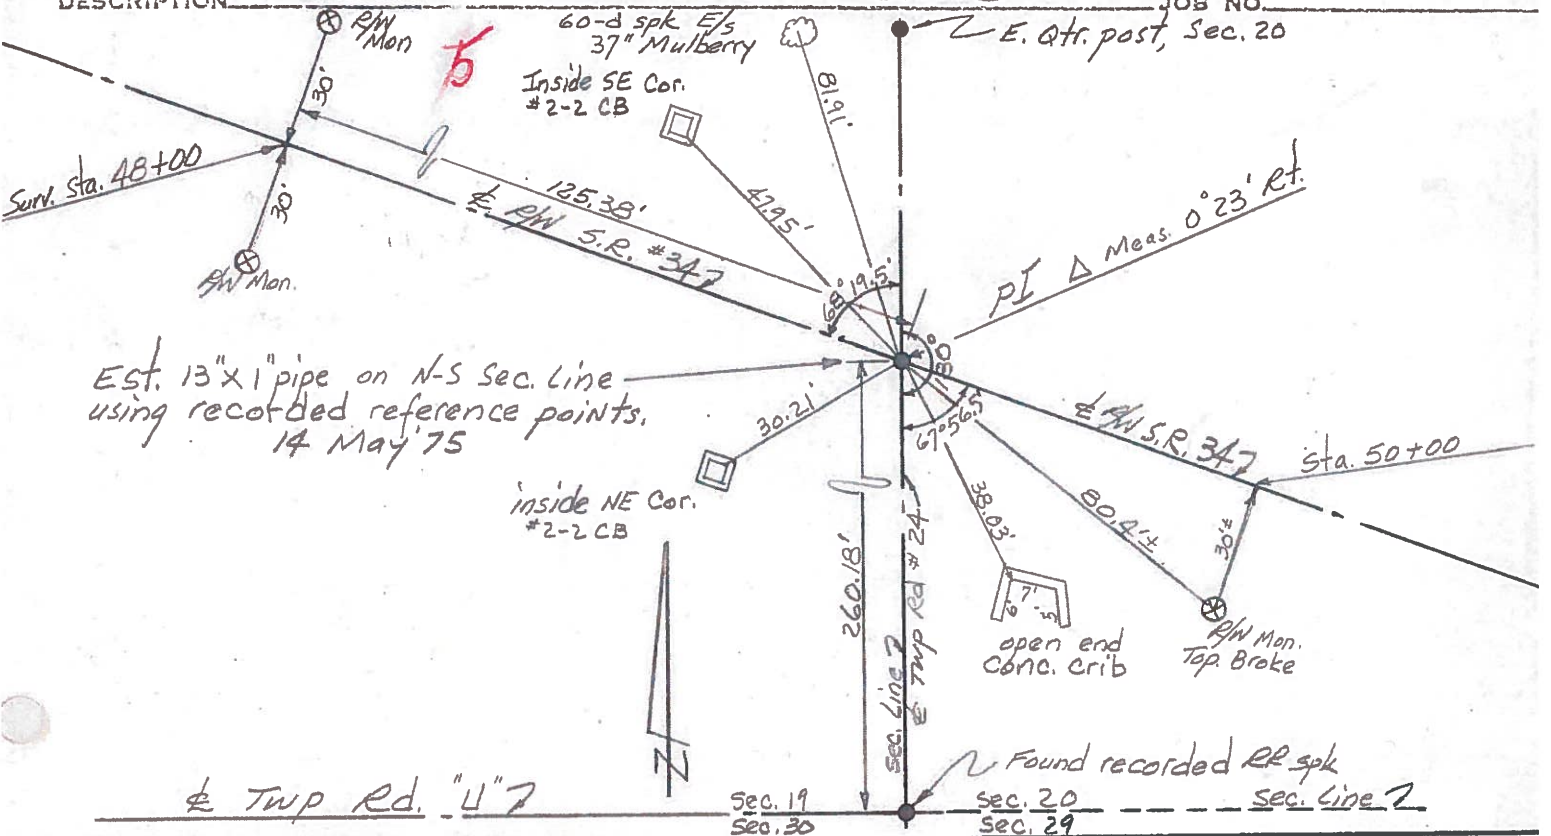 DESCRIPTION
JOB NO.
R/W
Mon
5
60-d spk E/s
37" Mulberry
E. Qtr. post, Sec. 20
Inside SE Cor.
#2-2 CB
30'
81.91'
Surv. Sta. 48+00
125.38'
47.95'
℄ R/W S.R. #347
30'
R/W Mon.
PI Δ Meas. 0°23' Rt.
68° 19.5'
180°
Est. 13"x1" pipe on N-S Sec. Line
using recorded reference points.
14 May '75
30.21'
67°56.5'
℄ R/W S.R. 347
Sta. 50+00
inside NE Cor.
#2-2 CB
260.18'
Sec. Line
℄ Twp Rd #24
38.03'
80.4'±
30'±
6' 7' 5'
open end
Conc. crib
R/W Mon.
Top. Broke
N
Found recorded RR spk
℄ Twp Rd. "U"
Sec. 19
Sec. 20
Sec. Line
Sec. 30
Sec. 29